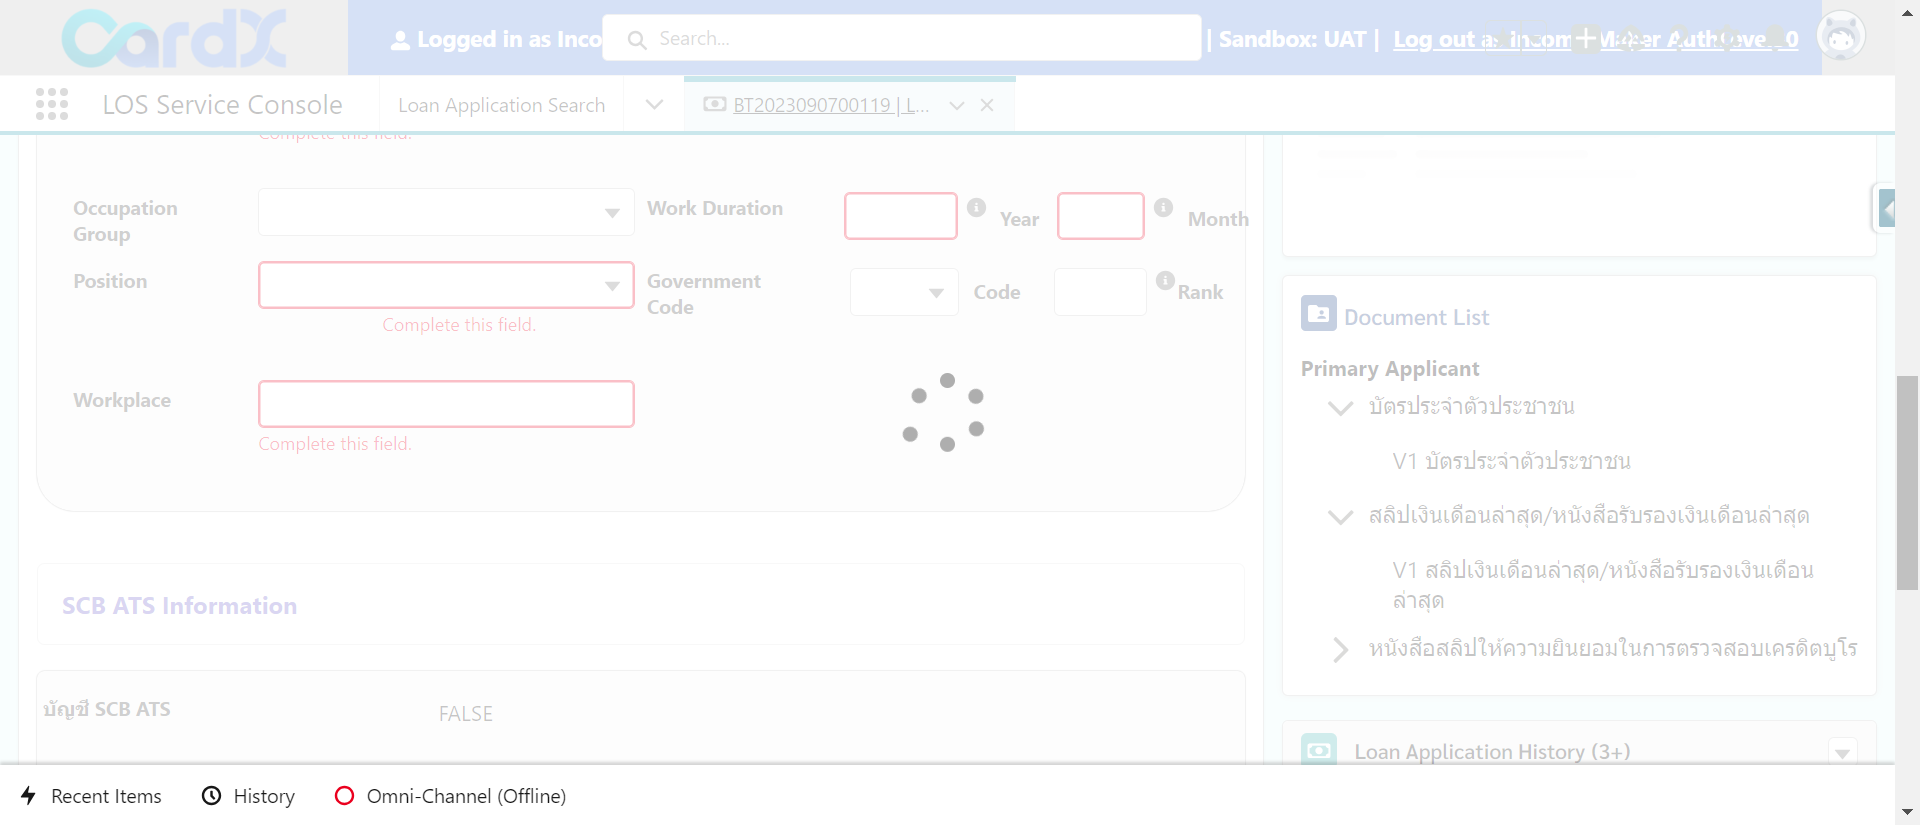 CardX
Logged in as Inco
Search...
| Sandbox: UAT |
Log out as Incom
LOS Service Console
Loan Application Search
BT2023090700119 | L...
Complete this field.
Occupation
Group
Work Duration
Year
Month
Position
Complete this field.
Government
Code
Code
Rank
Workplace
Complete this field.
SCB ATS Information
บัญชี SCB ATS
FALSE
Document List
Primary Applicant
บัตรประจำตัวประชาชน
V1 บัตรประจำตัวประชาชน
สลิปเงินเดือนล่าสุด/หนังสือรับรองเงินเดือนล่าสุด
V1 สลิปเงินเดือนล่าสุด/หนังสือรับรองเงินเดือน
ล่าสุด
หนังสือสลิปให้ความยินยอมในการตรวจสอบเครดิตบูโร
Loan Application History (3+)
Recent Items
History
Omni-Channel (Offline)